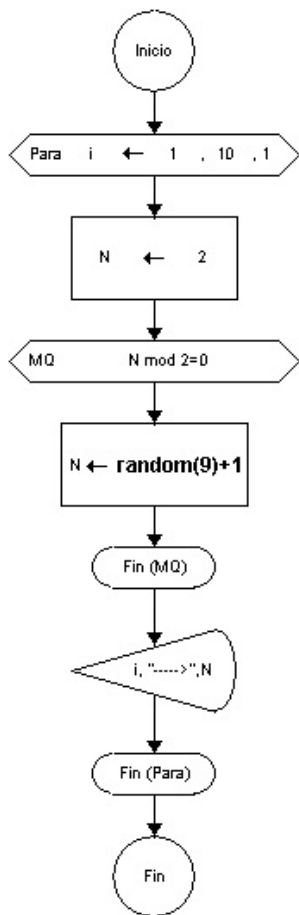 Inicio
Para i ← 1 , 10 , 1
N ← 2
MQ N mod 2=0
N ← random(9)+1
Fin (MQ)
i, "----->",N
Fin (Para)
Fin